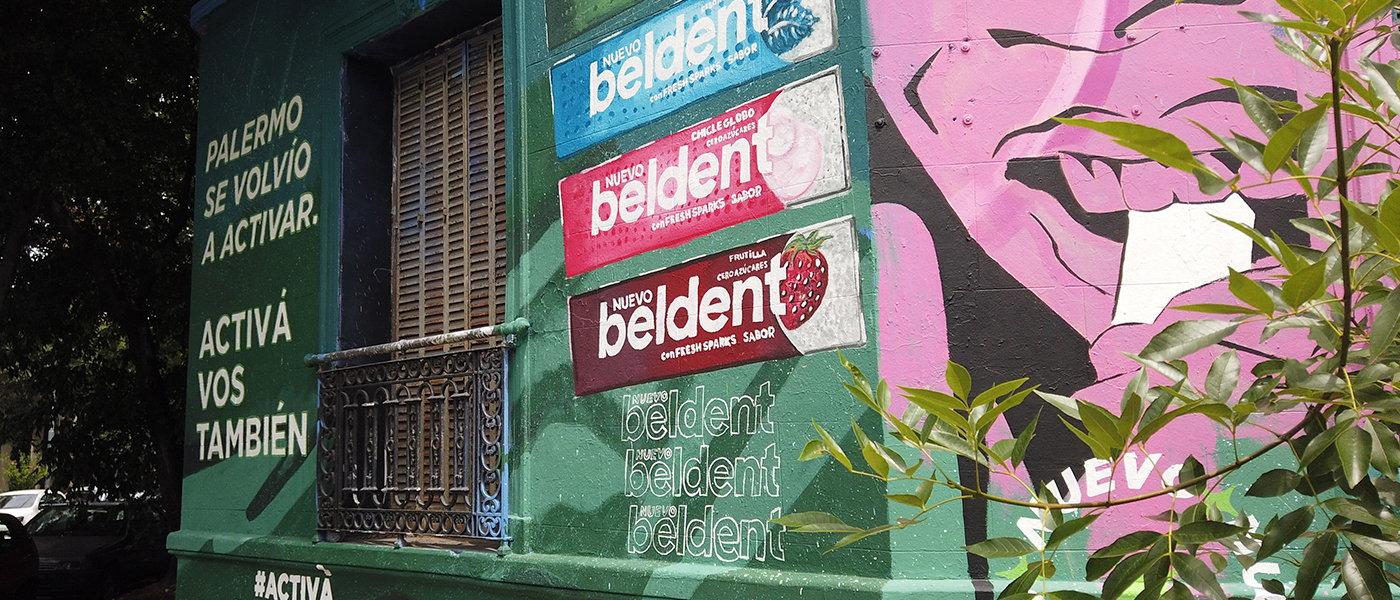 PALERMO
SE VOLVIÓ
A ACTIVAR.
ACTIVÁ
VOS
TAMBIÉN
#ACTIVÁ
NUEVO
beldent
con FRESH SPARKS SABOR
CHICLE GLOBO
CERO AZÚCARES
NUEVO
beldent
con FRESH SPARKS SABOR
FRUTILLA
CERO AZÚCARES
NUEVO
beldent
con FRESH SPARKS SABOR
NUEVO
beldent
NUEVO
beldent
NUEVO
beldent
NUEVO